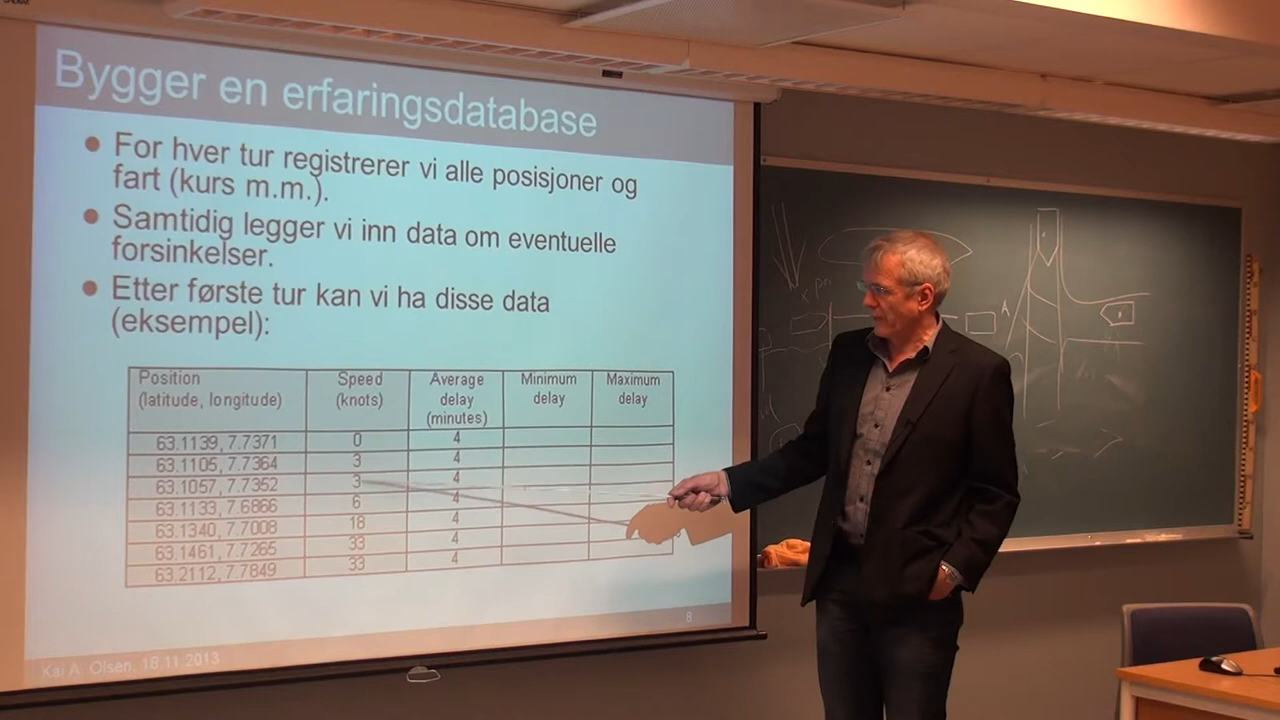 Bygger en erfaringsdatabase
For hver tur registrerer vi alle posisjoner og
fart (kurs m.m.).
Samtidig legger vi inn data om eventuelle
forsinkelser.
Etter første tur kan vi ha disse data
(eksempel):
Position (latitude, longitude) Speed (knots) Average delay (minutes) Minimum delay Maximum delay
63.1139, 7.7371 0 4
63.1105, 7.7364 3 4
63.1057, 7.7352 3 4
63.1133, 7.6866 6 4
63.1340, 7.7008 18 4
63.1461, 7.7265 33 4
63.2112, 7.7849 33 4
Kai A. Olsen, 18.11 2013
8
A